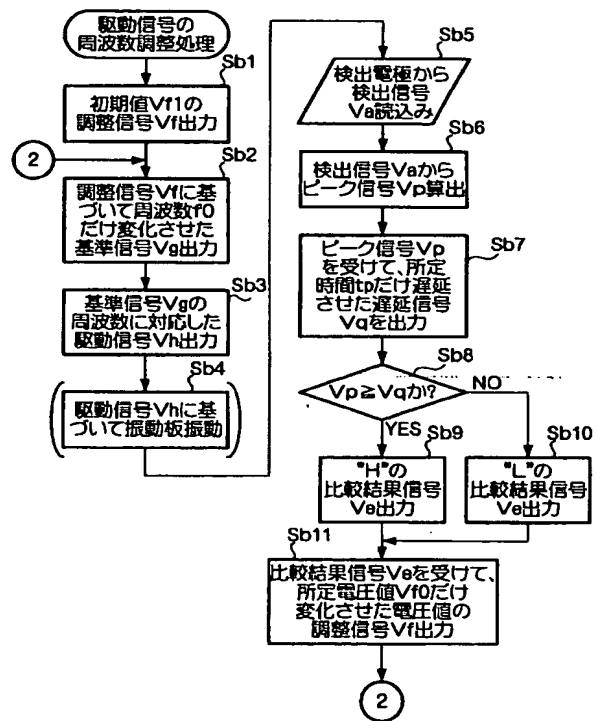 駆動信号の
周波数調整処理
Sb1
初期値Vf1の
調整信号Vf出力
2
Sb2
調整信号Vfに基
づいて周波数f0
だけ変化させた
基準信号Vg出力
Sb3
基準信号Vgの
周波数に対応した
駆動信号Vh出力
Sb4
駆動信号Vhに基
づいて振動板振動
Sb5
検出電極から
検出信号
Va読込み
Sb6
検出信号Vaから
ピーク信号Vp算出
Sb7
ピーク信号Vp
を受けて、所定
時間tpだけ遅延
させた遅延信号
Vqを出力
Sb8
Vp≧Vqか?
NO
YES
Sb9
"H"の
比較結果信号
Ve出力
Sb10
"L"の
比較結果信号
Ve出力
Sb11
比較結果信号Veを受けて、
所定電圧値Vf0だけ
変化させた電圧値の
調整信号Vf出力
2